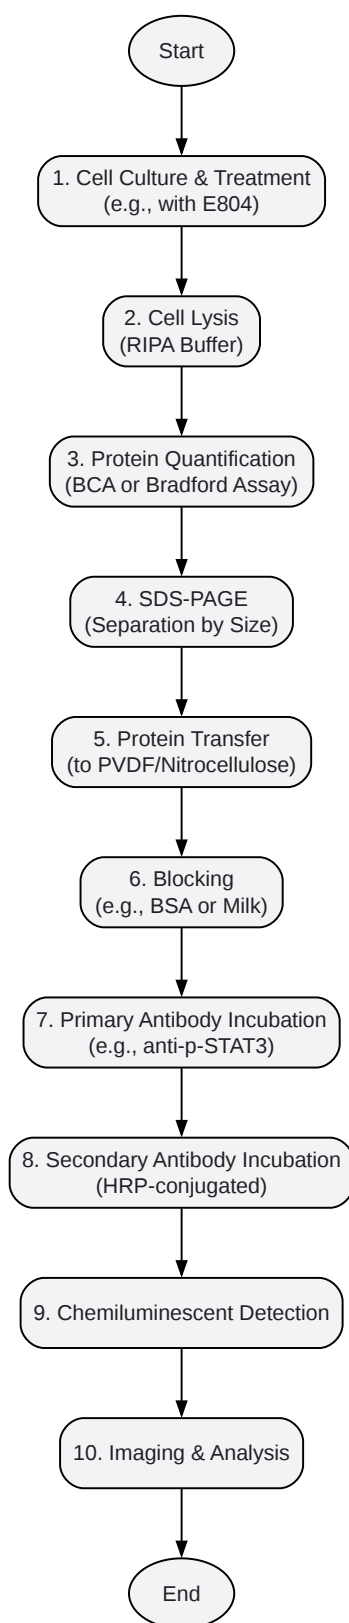 Start
1. Cell Culture & Treatment
(e.g., with E804)
2. Cell Lysis
(RIPA Buffer)
3. Protein Quantification
(BCA or Bradford Assay)
4. SDS-PAGE
(Separation by Size)
5. Protein Transfer
(to PVDF/Nitrocellulose)
6. Blocking
(e.g., BSA or Milk)
7. Primary Antibody Incubation
(e.g., anti-p-STAT3)
8. Secondary Antibody Incubation
(HRP-conjugated)
9. Chemiluminescent Detection
10. Imaging & Analysis
End